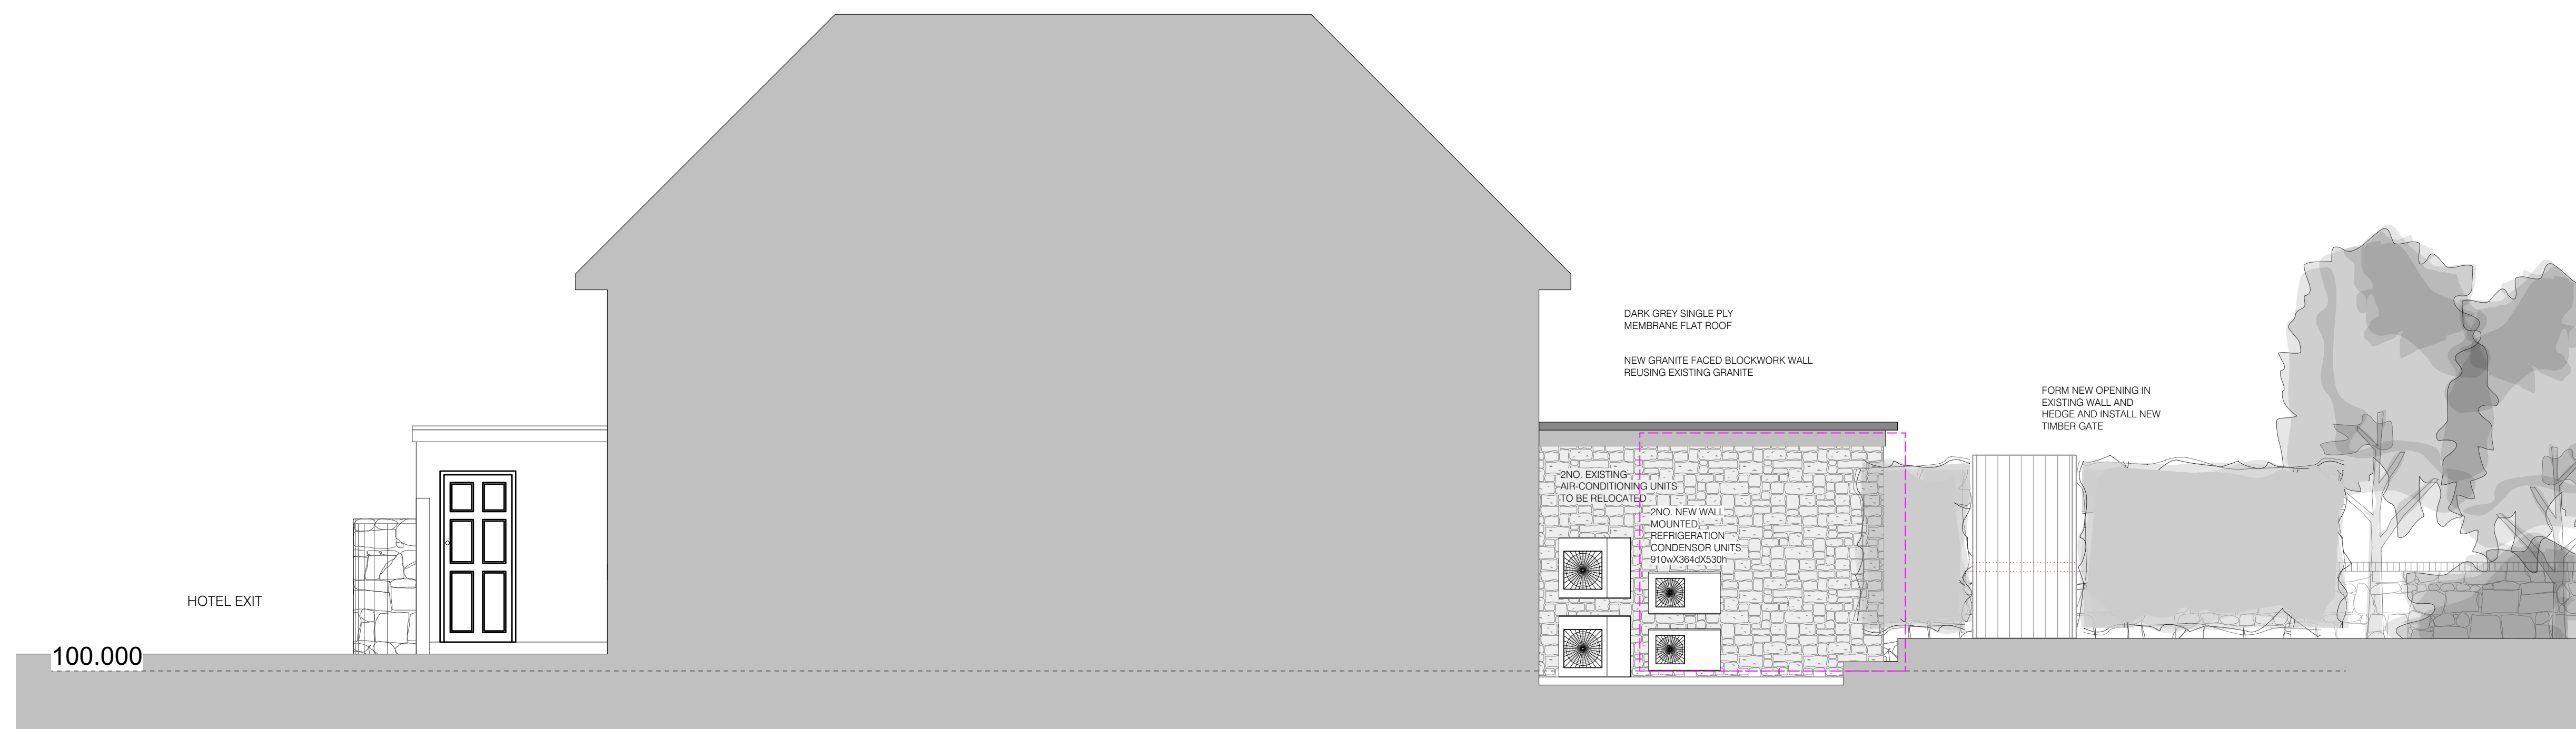 DARK GREY SINGLE PLY
MEMBRANE FLAT ROOF
NEW GRANITE FACED BLOCKWORK WALL
REUSING EXISTING GRANITE
FORM NEW OPENING IN
EXISTING WALL AND
HEDGE AND INSTALL NEW
TIMBER GATE
2NO. EXISTING
AIR-CONDITIONING UNITS
TO BE RELOCATED
2NO. NEW WALL
MOUNTED
REFRIGERATION
CONDENSOR UNITS
910wX364dX530h
HOTEL EXIT
100.000